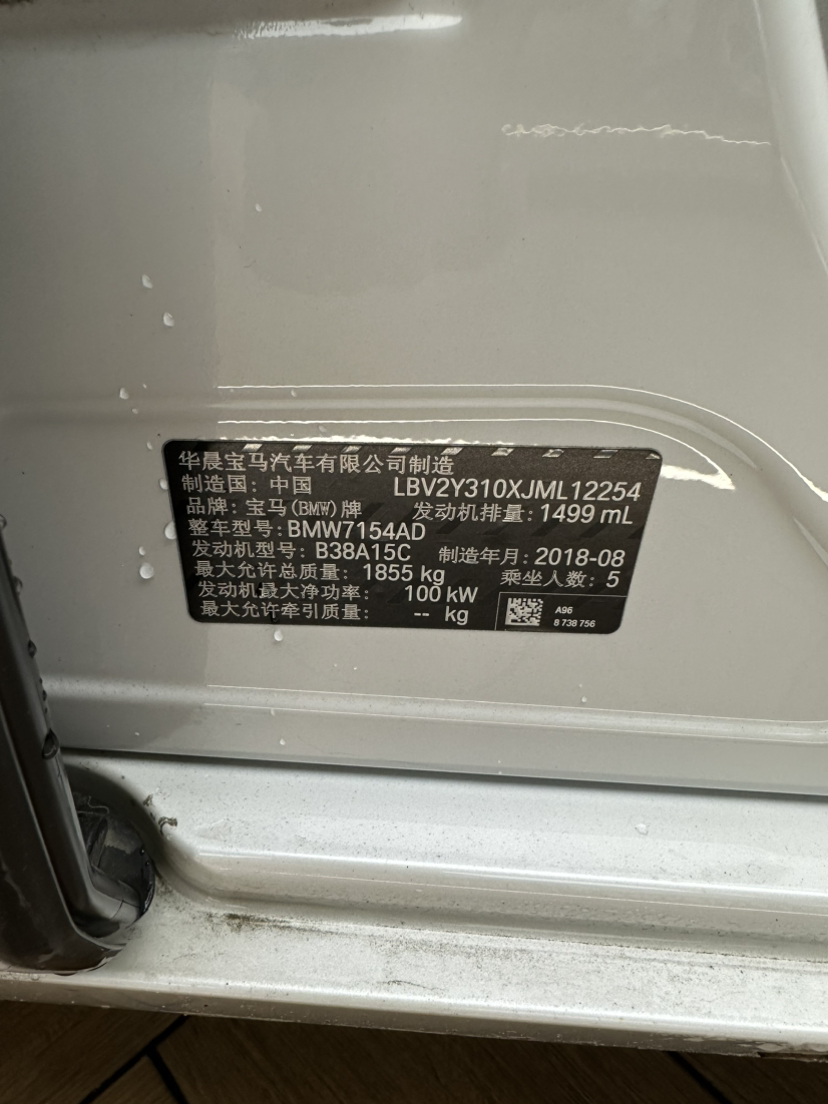 华晨宝马汽车有限公司制造
制造国: 中国 LBV2Y310XJML12254
品牌: 宝马(BMW)牌 发动机排量: 1499 mL
整车型号: BMW7154AD
发动机型号: B38A15C 制造年月: 2018-08
最大允许总质量: 1855 kg 乘坐人数: 5
发动机最大净功率: 100 kW
最大允许牵引质量: -- kg
A96
8 738 756